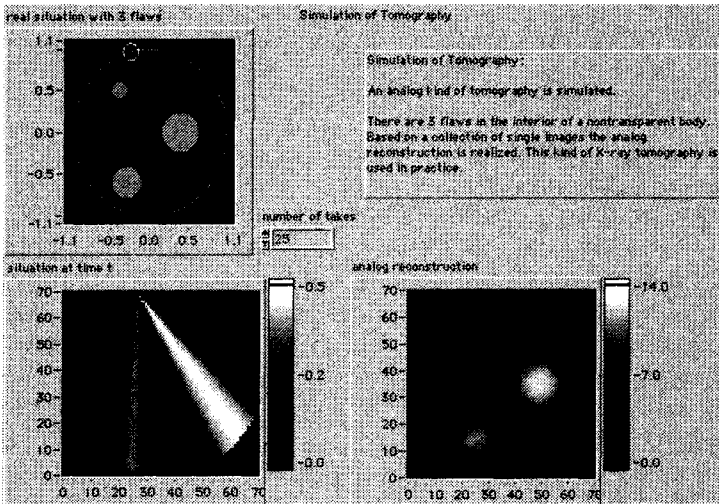 real situation with 3 flaws
Simulation of Tomography
1.1
0.5
0.0
-0.5
-1.1
-1.1 -0.5 0.0 0.5 1.1
Simulation of Tomography:
An analog kind of tomography is simulated.
There are 3 flaws in the interior of a nontransparent body.
Based on a collection of single images the analog
reconstruction is realized. This kind of X-ray tomography is
used in practice.
number of takes
25
situation at time t
70
60
50
40
30
20
10
0
0 10 20 30 40 50 60 70
-0.5
-0.2
-0.0
analog reconstruction
70
60
50
40
30
20
10
0
0 10 20 30 40 50 60 70
-14.0
-7.0
-0.0